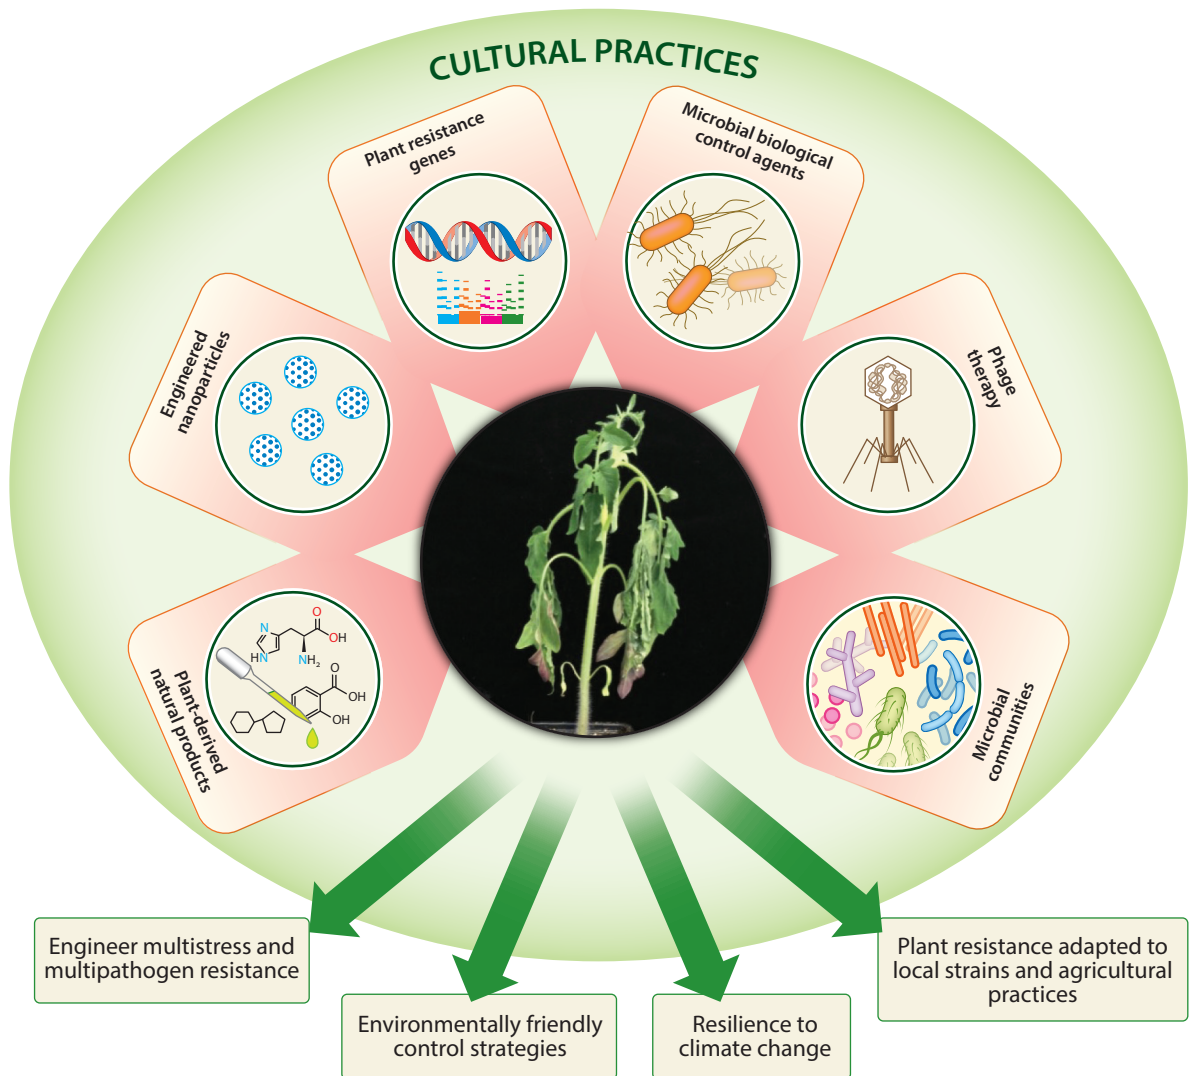 CULTURAL PRACTICES
Plant resistance
genes
Microbial biological
control agents
Engineered
nanoparticles
Phage
therapy
Plant-derived
natural products
N
HN
O
OH
NH₂
O
OH
OH
Microbial
communities
Engineer multistress and
multipathogen resistance
Environmentally friendly
control strategies
Resilience to
climate change
Plant resistance adapted to
local strains and agricultural
practices